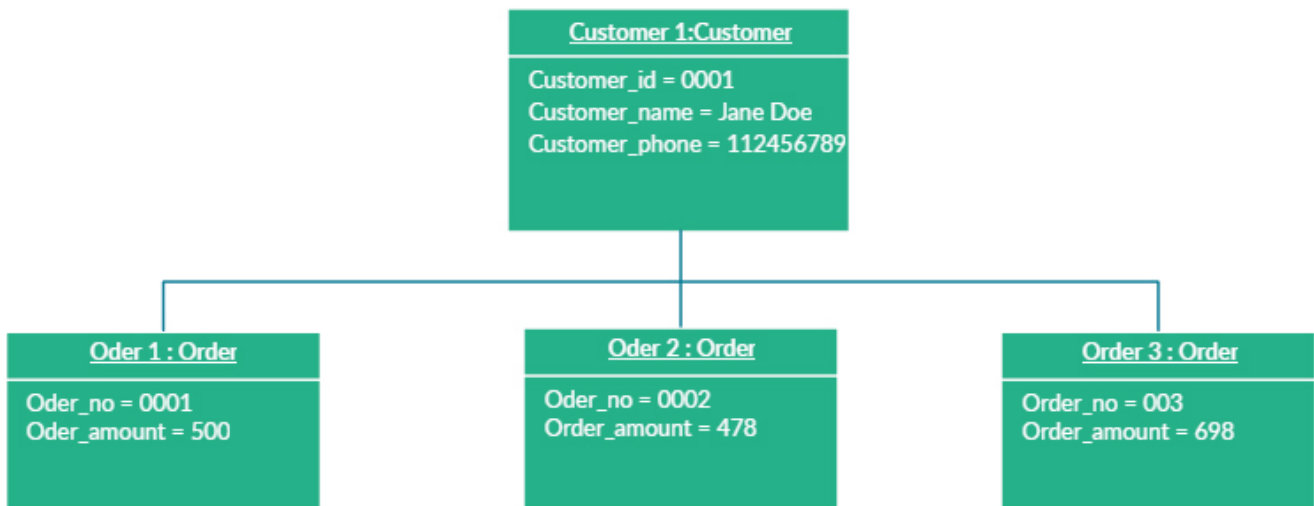 Customer 1:Customer
Customer_id = 0001
Customer_name = Jane Doe
Customer_phone = 112456789
Oder 1 : Order
Oder_no = 0001
Oder_amount = 500
Oder 2 : Order
Oder_no = 0002
Order_amount = 478
Order 3 : Order
Order_no = 003
Order_amount = 698